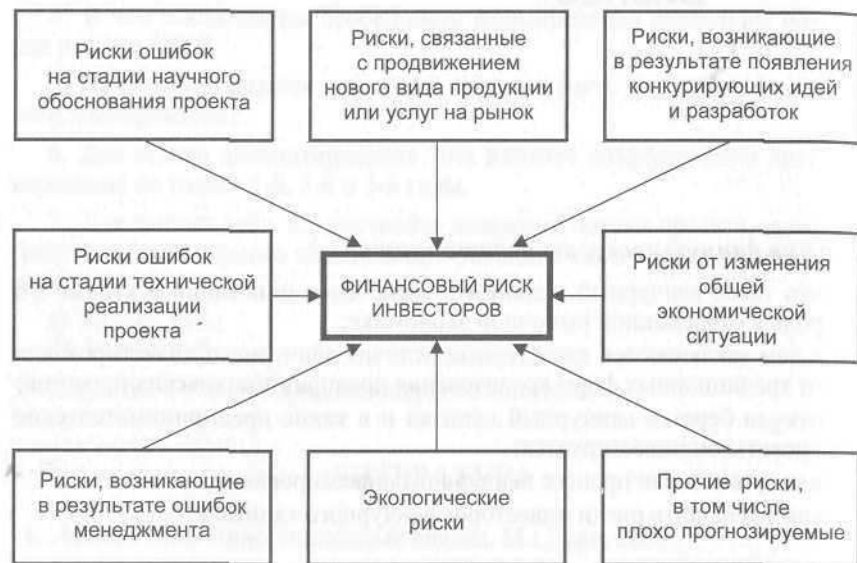 Риски ошибок
на стадии научного
обоснования проекта
Риски, связанные
с продвижением
нового вида продукции
или услуг на рынок
Риски, возникающие
в результате появления
конкурирующих идей
и разработок
Риски ошибок
на стадии технической
реализации
проекта
ФИНАНСОВЫЙ РИСК
ИНВЕСТОРОВ
Риски от изменения
общей
экономической
ситуации
Риски, возникающие
в результате ошибок
менеджмента
Экологические
риски
Прочие риски,
в том числе
плохо прогнозируемые